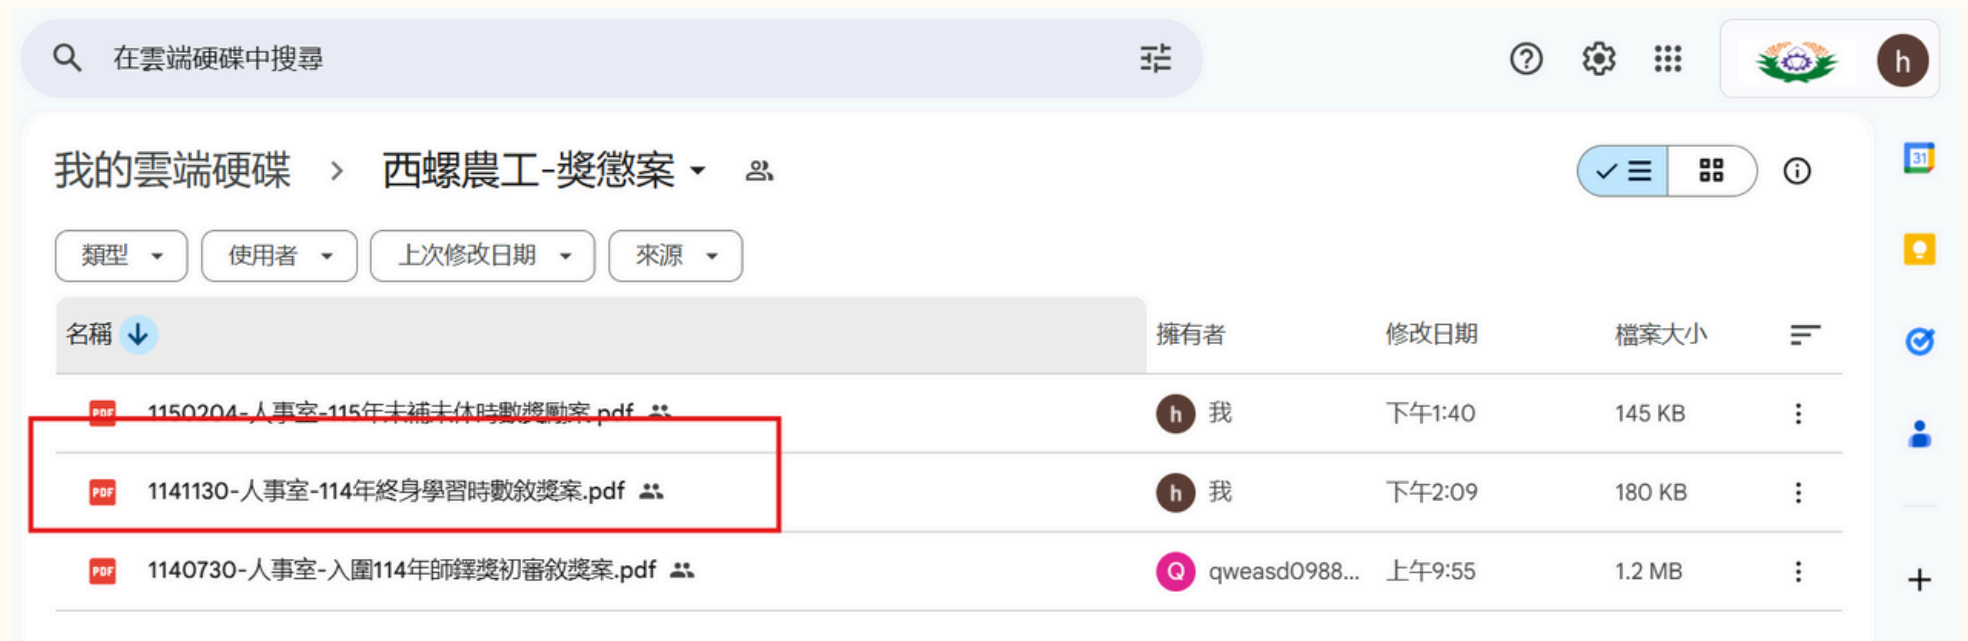 在雲端硬碟中搜尋
h
我的雲端硬碟 > 西螺農工-獎懲案
31
類型 使用者 上次修改日期 來源
名稱 擁有者 修改日期 檔案大小
PDF 1150204-人事室-115年未補未休時數獎勵案.pdf h 我 下午1:40 145 KB
PDF 1141130-人事室-114年終身學習時數敘獎案.pdf h 我 下午2:09 180 KB
PDF 1140730-人事室-入圍114年師鐸獎初審敘獎案.pdf Q qweasd0988... 上午9:55 1.2 MB